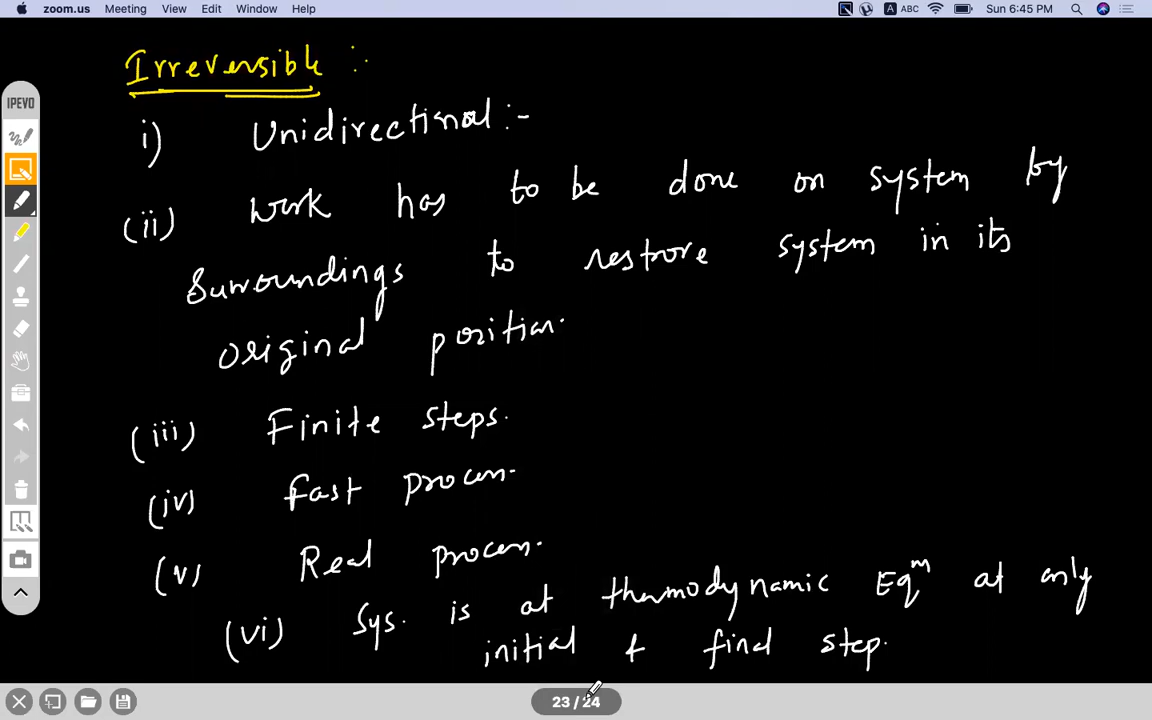 zoom.us Meeting View Edit Window Help ABC Sun 6:45 PM
IPEVO
Irreversible :-
i) Unidirectional :-
(ii) Work has to be done on system by
Surroundings to restrore system in its
original position.
(iii) Finite steps.
(iv) Fast process.
(v) Real process.
(vi) Sys. is at thermodynamic Eqm at only
initial & final step.
23 / 24